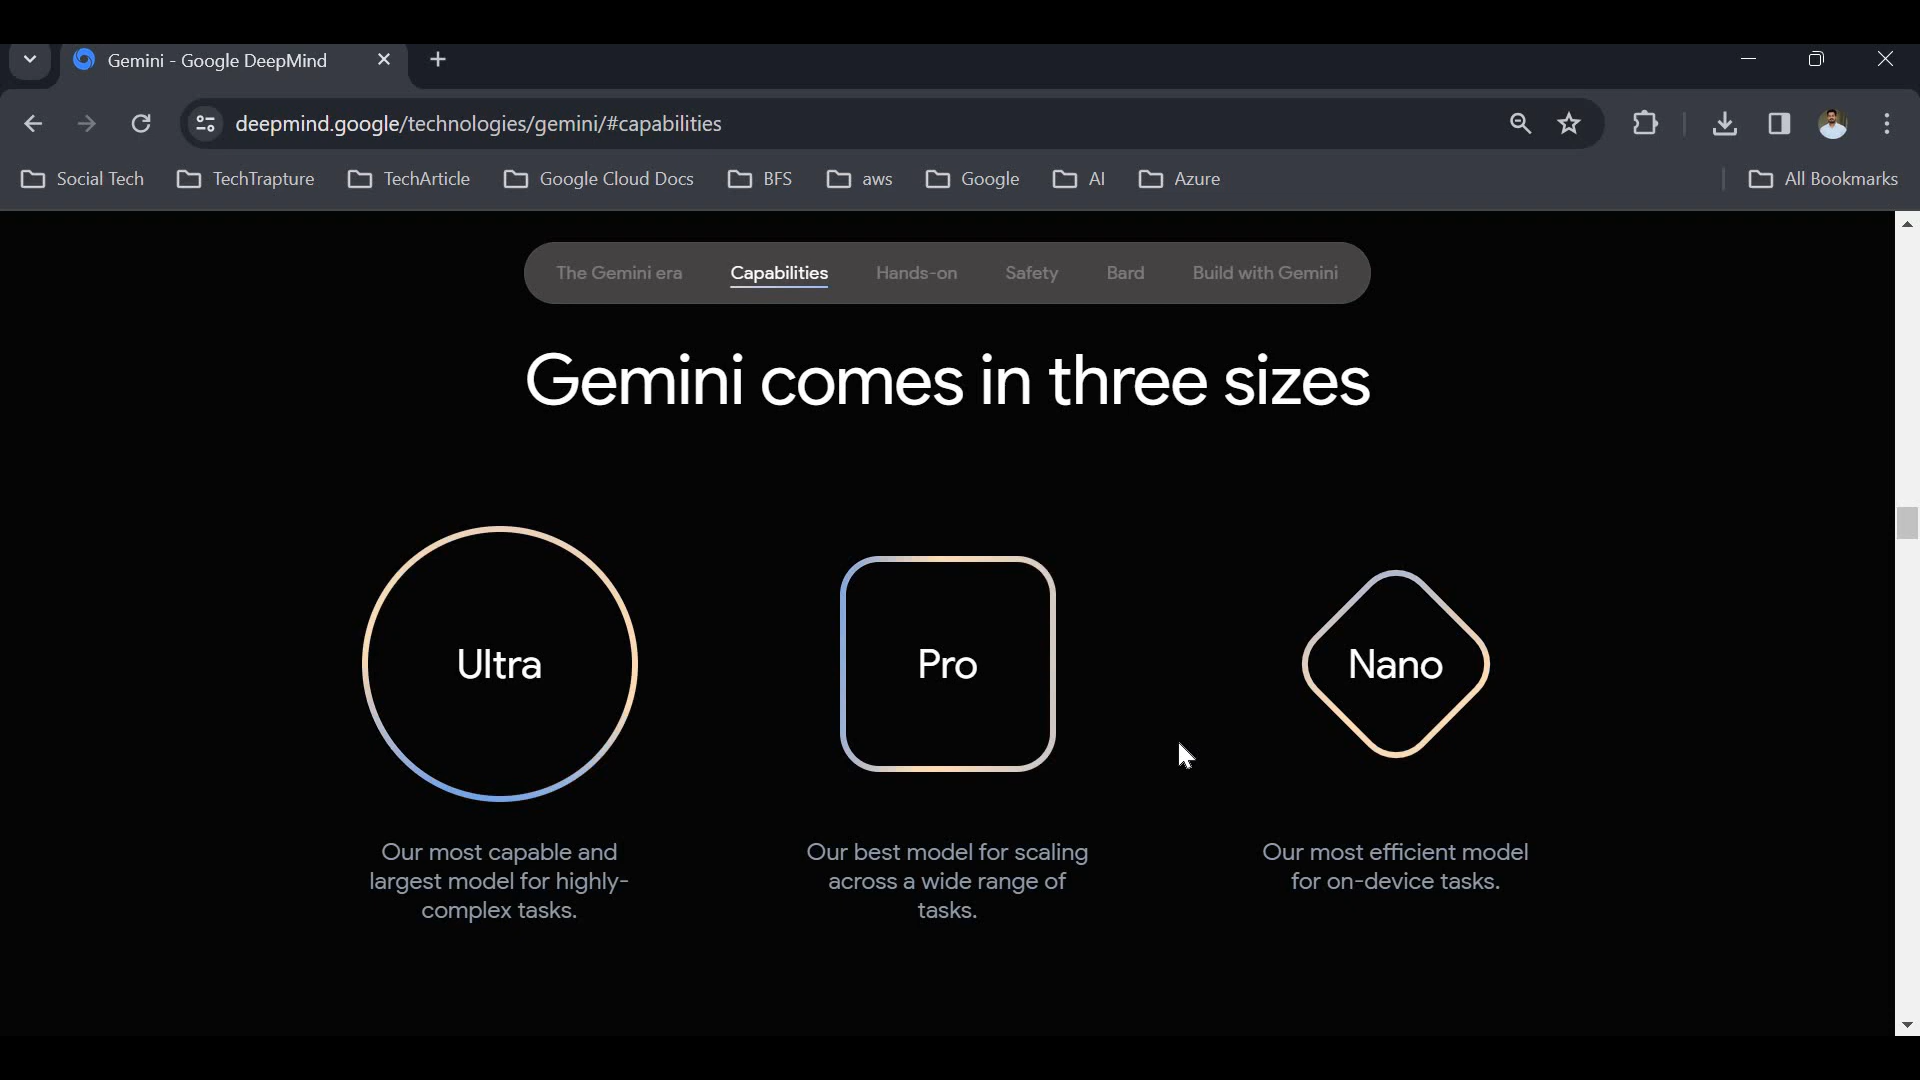 Gemini - Google DeepMind
deepmind.google/technologies/gemini/#capabilities
Social Tech TechTrapture TechArticle Google Cloud Docs BFS aws Google AI Azure All Bookmarks
The Gemini era Capabilities Hands-on Safety Bard Build with Gemini
Gemini comes in three sizes
Ultra Pro Nano
Our most capable and
largest model for highly-
complex tasks.
Our best model for scaling
across a wide range of
tasks.
Our most efficient model
for on-device tasks.